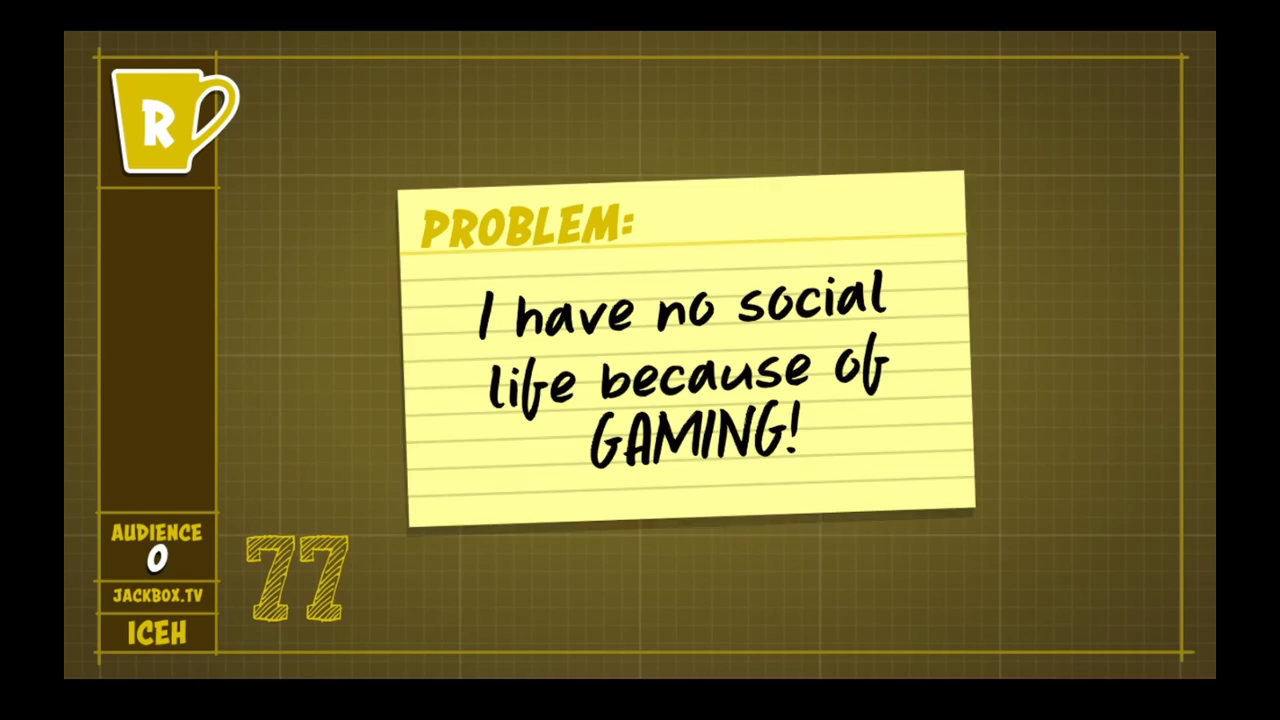 R
PROBLEM:
I have no social
life because of
GAMING!
AUDIENCE
0
JACKBOX.TV
ICEH
77